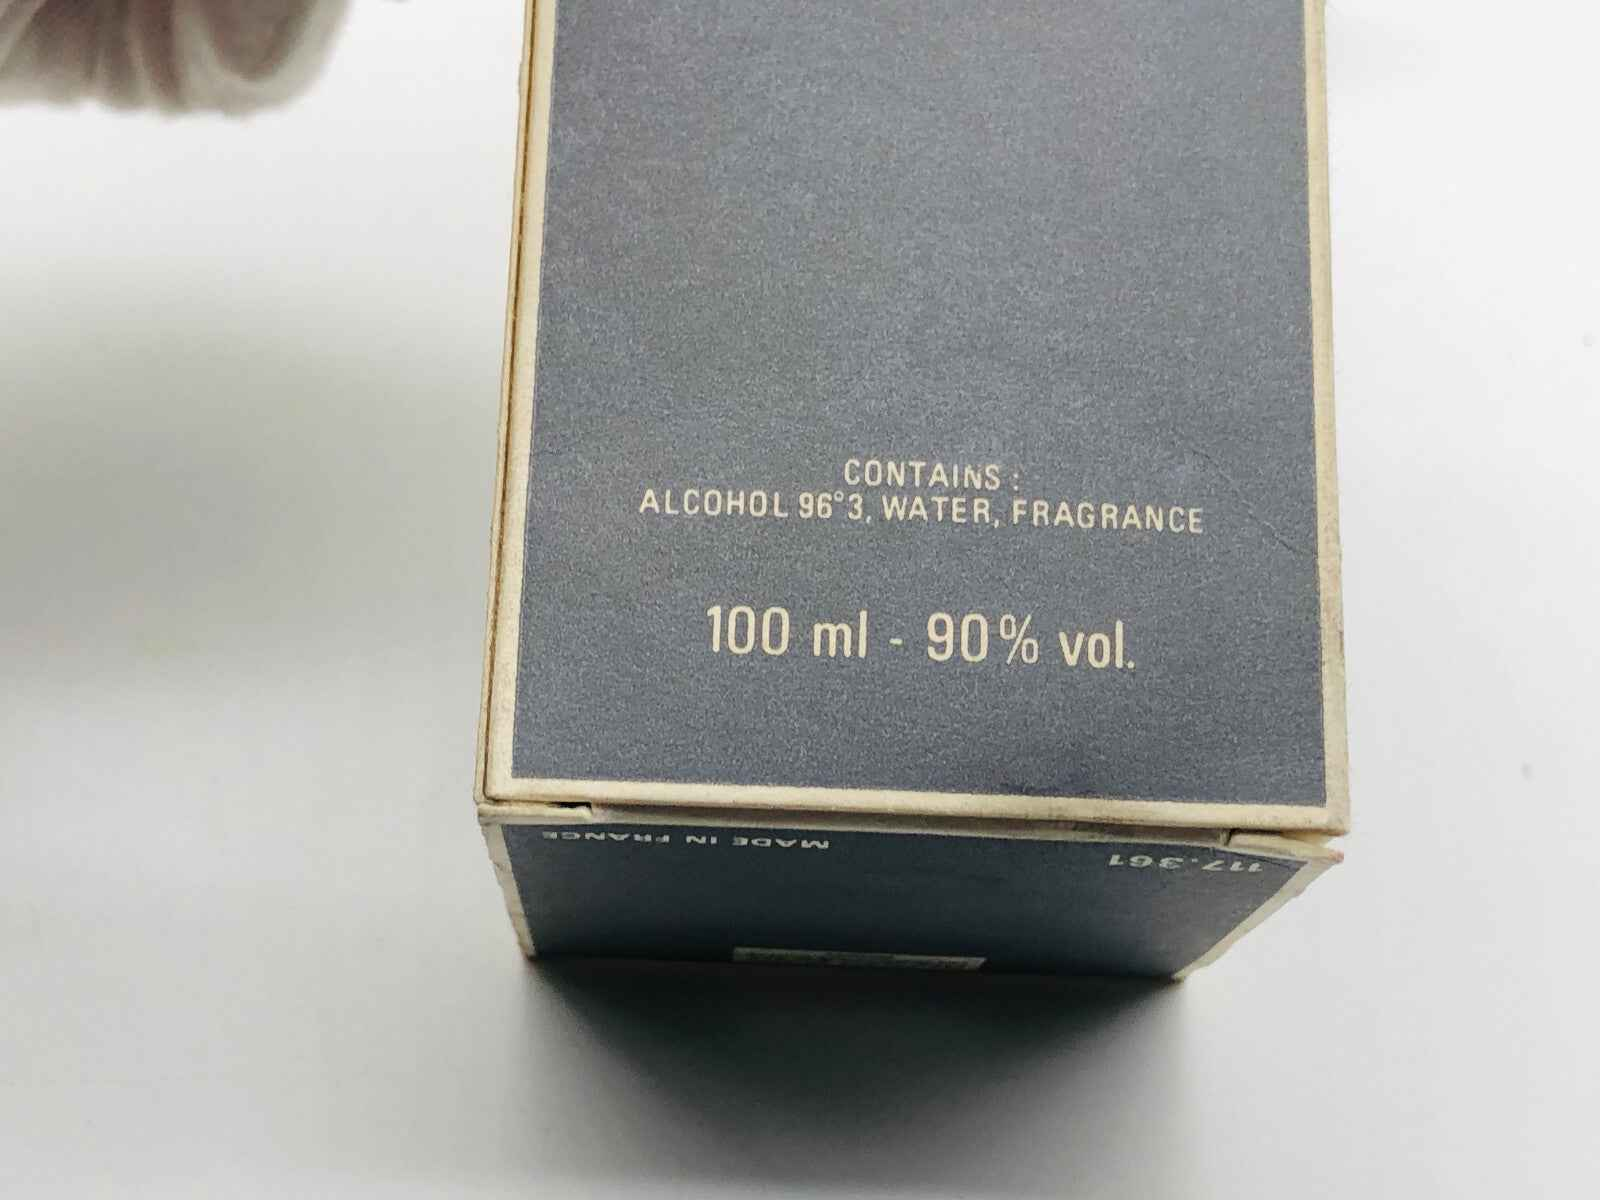 CONTAINS :
ALCOHOL 96°3, WATER, FRAGRANCE
100 ml - 90% vol.
MADE IN FRANCE
117.361